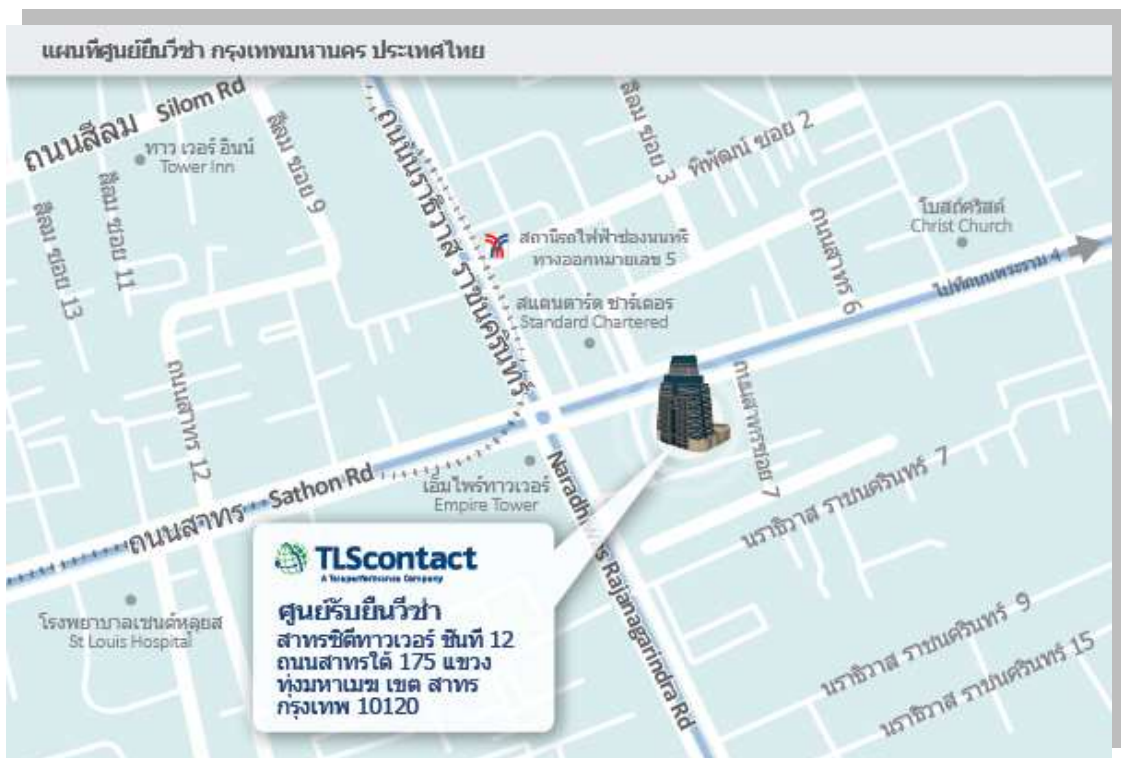 แผนที่ศูนย์ยื่นวีซ่า กรุงเทพมหานคร ประเทศไทย
ถนนสีลม Silom Rd
ทาว เวอร์ อินน์
Tower Inn
สีลม ซอย 9
สีลม ซอย 11
สีลม ซอย 13
ถนนนราธิวาส ราชนครินทร์
สีลม ซอย 3
พิพัฒน์ ซอย 2
สถานีรถไฟฟ้าช่องนนทรี
ทางออกหมายเลข 5
โบสถ์คริสต์
Christ Church
ถนนสาทร 6
ไปทางถนนพระราม 4
สแตนดาร์ด ชาร์เตอร์
Standard Chartered
ถนนสาทร 12
ถนนสาทรซอย 7
เอ็มไพร์ทาวเวอร์
Empire Tower
ถนนสาทร Sathon Rd
Naradhiwas Rajanagarindra Rd
นราธิวาส ราชนครินทร์ 7
นราธิวาส ราชนครินทร์ 9
นราธิวาส ราชนครินทร์ 15
โรงพยาบาลเซนต์หลุยส
St Louis Hospital
TLScontact
A Teleperformance Company
ศูนย์รับยื่นวีซ่า
สาทรซิตี้ทาวเวอร์ ชั้นที่ 12
ถนนสาทรใต้ 175 แขวง
ทุ่งมหาเมฆ เขต สาทร
กรุงเทพ 10120